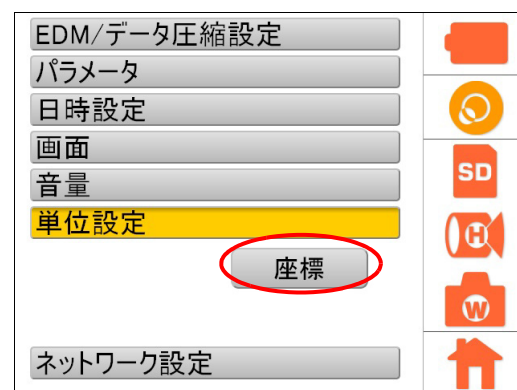 EDM/データ圧縮設定
パラメータ
日時設定
画面
音量
SD
単位設定
H
座標
W
ネットワーク設定